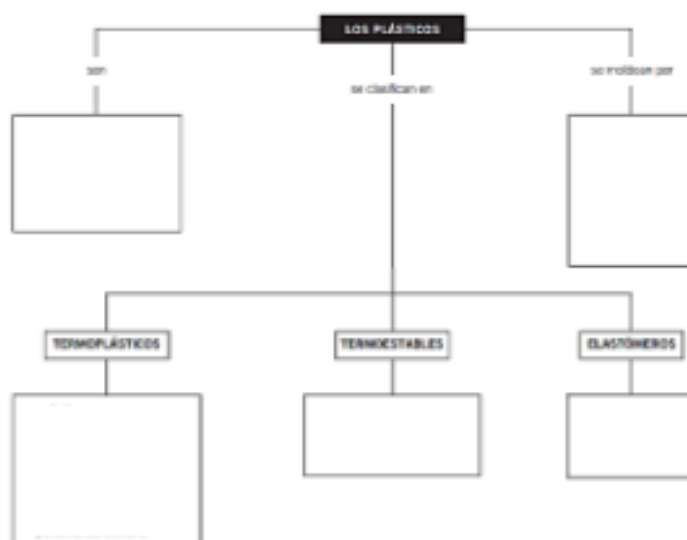 LOS PLÁSTICOS
son
se clasifican en
se moldean por
TERMOPLÁSTICOS
TERMOESTABLES
ELASTÓMEROS